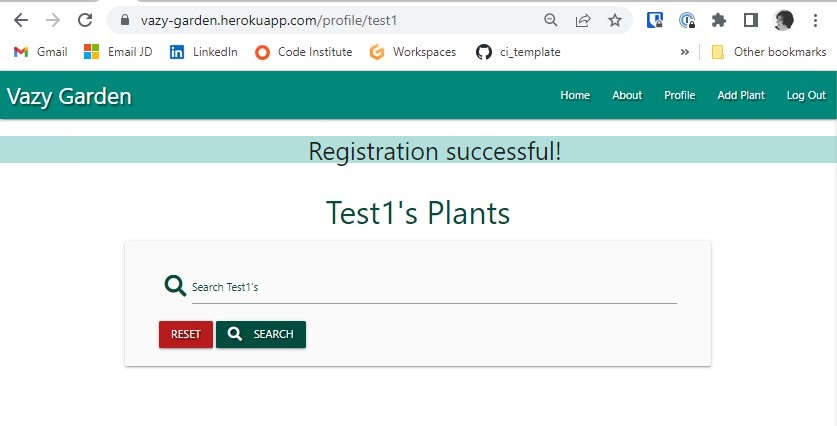 vazy-garden.herokuapp.com/profile/test1
Gmail Email JD LinkedIn Code Institute Workspaces ci_template » Other bookmarks
Vazy Garden Home About Profile Add Plant Log Out
Registration successful!
Test1's Plants
Search Test1's
RESET SEARCH